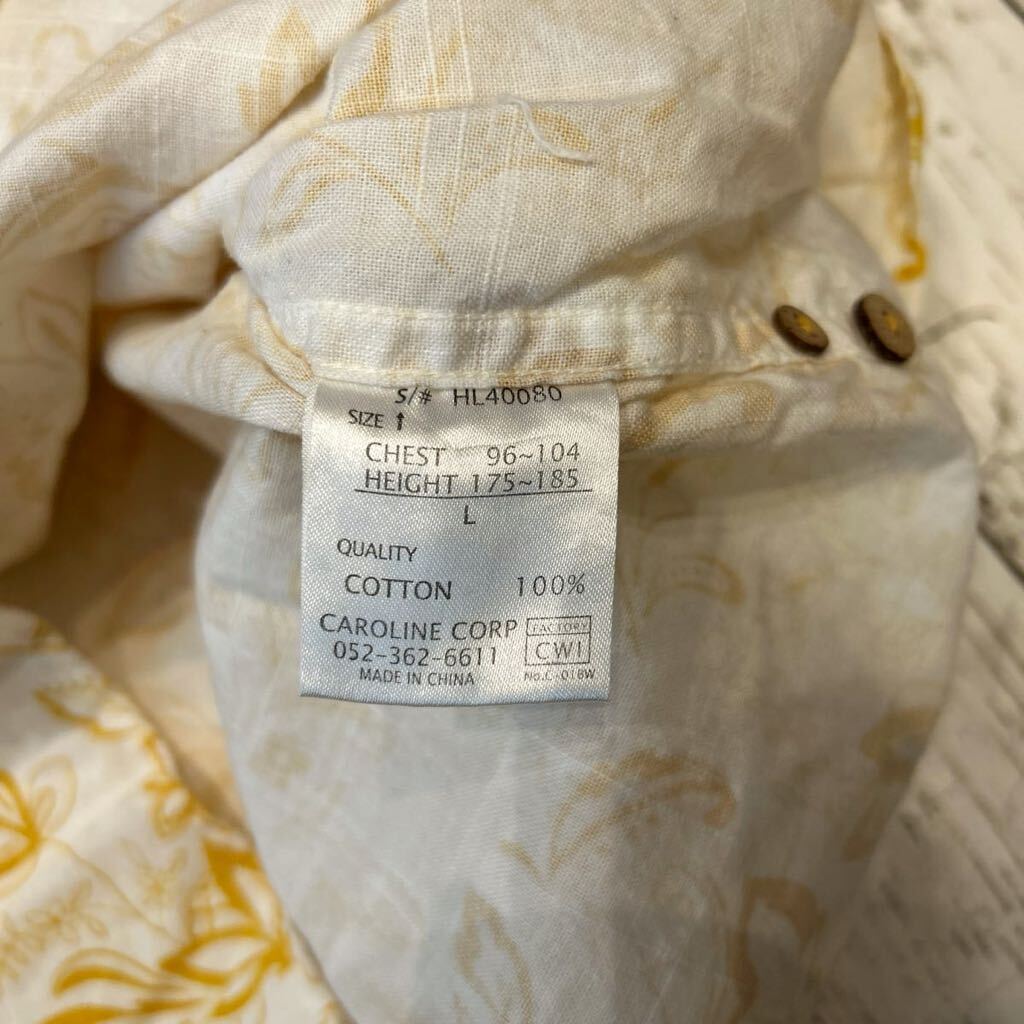 S/# HL40080
SIZE ↑
CHEST 96~104
HEIGHT 175~185
L
QUALITY
COTTON 100%
CAROLINE CORP
052-362-6611
MADE IN CHINA
FACTORY
CWI
No.C-01BW